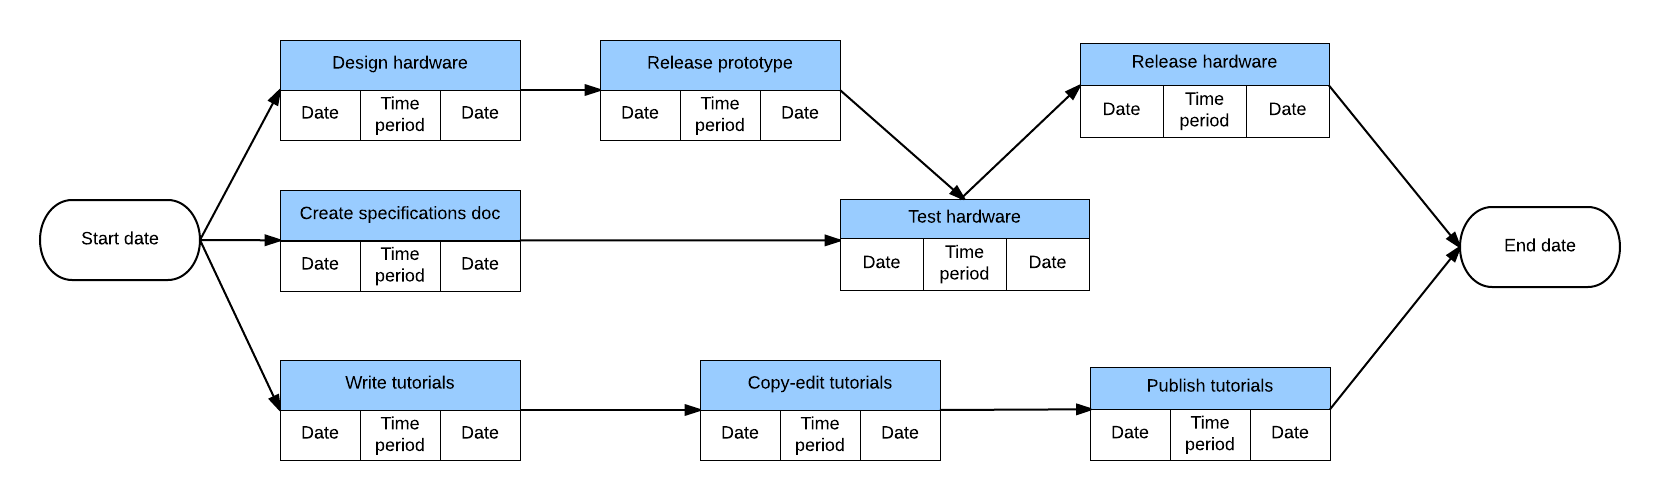 Design hardware
Date
Time
period
Date
Release prototype
Date
Time
period
Date
Release hardware
Date
Time
period
Date
Start date
Create specifications doc
Date
Time
period
Date
Test hardware
Date
Time
period
Date
End date
Write tutorials
Date
Time
period
Date
Copy-edit tutorials
Date
Time
period
Date
Publish tutorials
Date
Time
period
Date